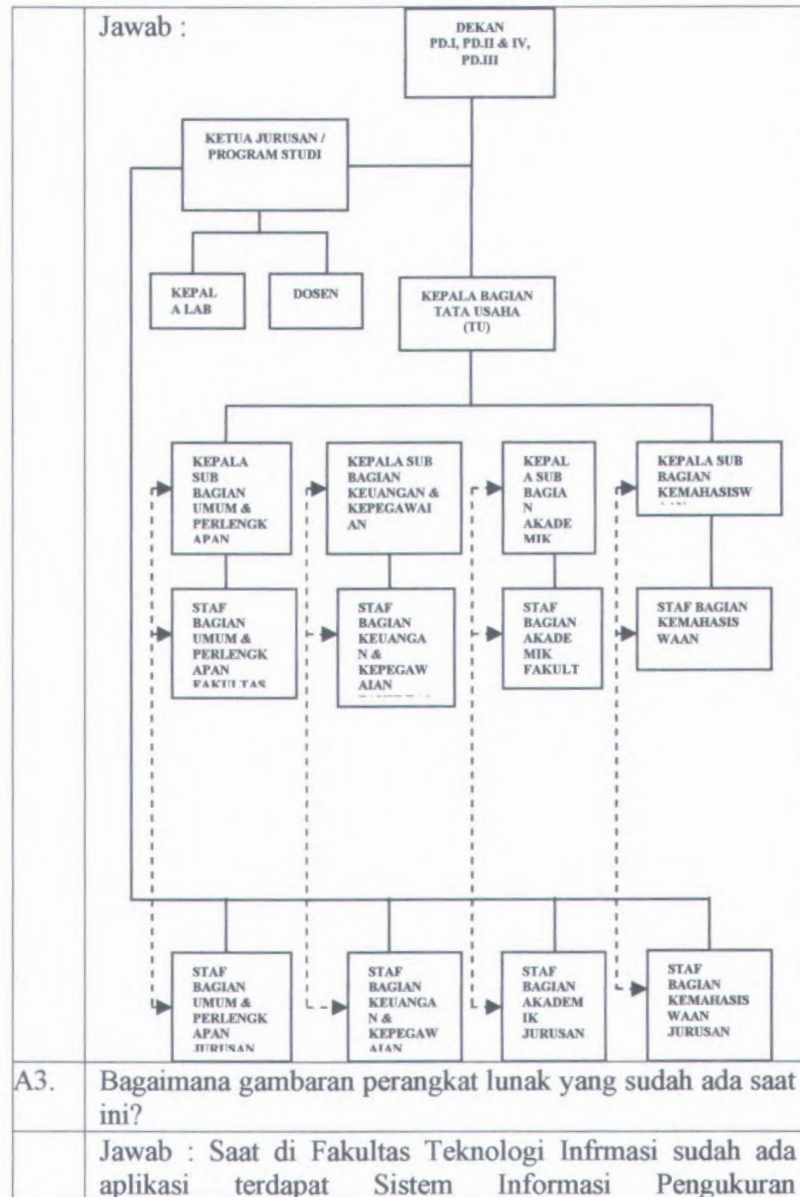 Jawab :
DEKAN
PD.I, PD.II & IV,
PD.III
KETUA JURUSAN /
PROGRAM STUDI
KEPAL
A LAB
DOSEN
KEPALA BAGIAN
TATA USAHA
(TU)
KEPALA
SUB
BAGIAN
UMUM &
PERLENGK
APAN
KEPALA SUB
BAGIAN
KEUANGAN &
KEPEGAWAI
AN
KEPAL
A SUB
BAGIA
N
AKADE
MIK
KEPALA SUB
BAGIAN
KEMAHASISW
STAF
BAGIAN
UMUM &
PERLENGK
APAN
FAKULTAS
STAF
BAGIAN
KEUANGA
N &
KEPEGAW
AIAN
STAF
BAGIAN
AKADE
MIK
FAKULT
STAF BAGIAN
KEMAHASIS
WAAN
STAF
BAGIAN
UMUM &
PERLENGK
APAN
JURUSAN
STAF
BAGIAN
KEUANGA
N &
KEPEGAW
AIAN
STAF
BAGIAN
AKADEM
IK
JURUSAN
STAF
BAGIAN
KEMAHASIS
WAAN
JURUSAN
A3. Bagaimana gambaran perangkat lunak yang sudah ada saat
ini?
Jawab : Saat di Fakultas Teknologi Infrmasi sudah ada
aplikasi terdapat Sistem Informasi Pengukuran